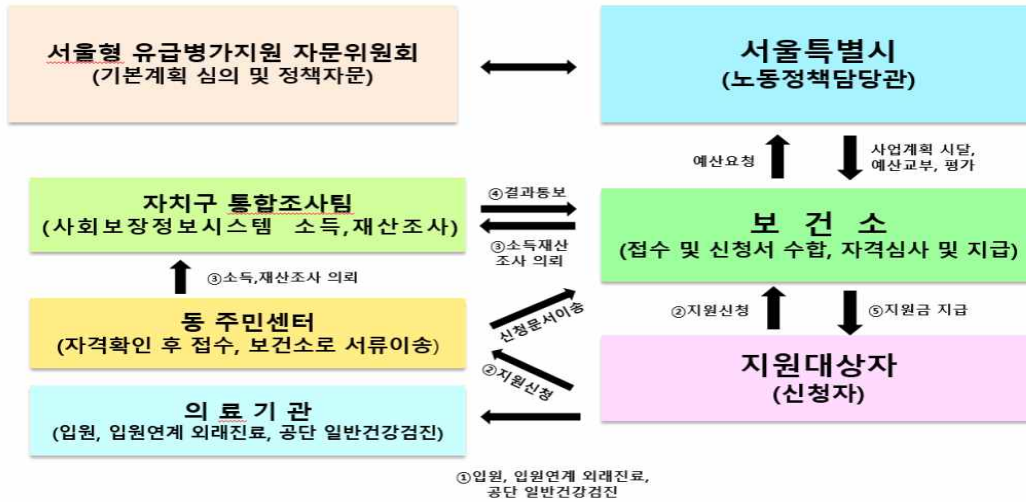 서울형 유급병가지원 자문위원회
(기본계획 심의 및 정책자문)
서울특별시
(노동정책담당관)
예산요청
사업계획 시달,
예산교부, 평가
자치구 통합조사팀
(사회보장정보시스템 소득,재산조사)
④결과통보
③소득재산
조사 의뢰
보 건 소
(접수 및 신청서 수합, 자격심사 및 지급)
③소득,재산조사 의뢰
동 주민센터
(자격확인 후 접수, 보건소로 서류이송)
신청문서이송
②지원신청
②지원신청
⑤지원금 지급
지원대상자
(신청자)
의 료 기 관
(입원, 입원연계 외래진료, 공단 일반건강검진)
①입원, 입원연계 외래진료,
공단 일반건강검진